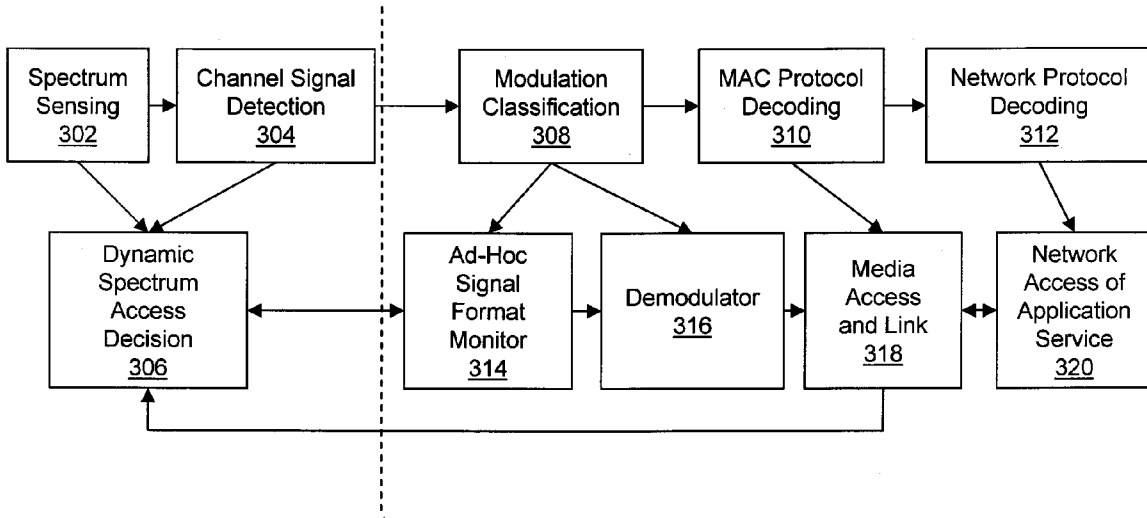 Spectrum
Sensing
302
Channel Signal
Detection
304
Modulation
Classification
308
MAC Protocol
Decoding
310
Network Protocol
Decoding
312
Dynamic
Spectrum
Access
Decision
306
Ad-Hoc
Signal
Format
Monitor
314
Demodulator
316
Media
Access
and Link
318
Network
Access of
Application
Service
320